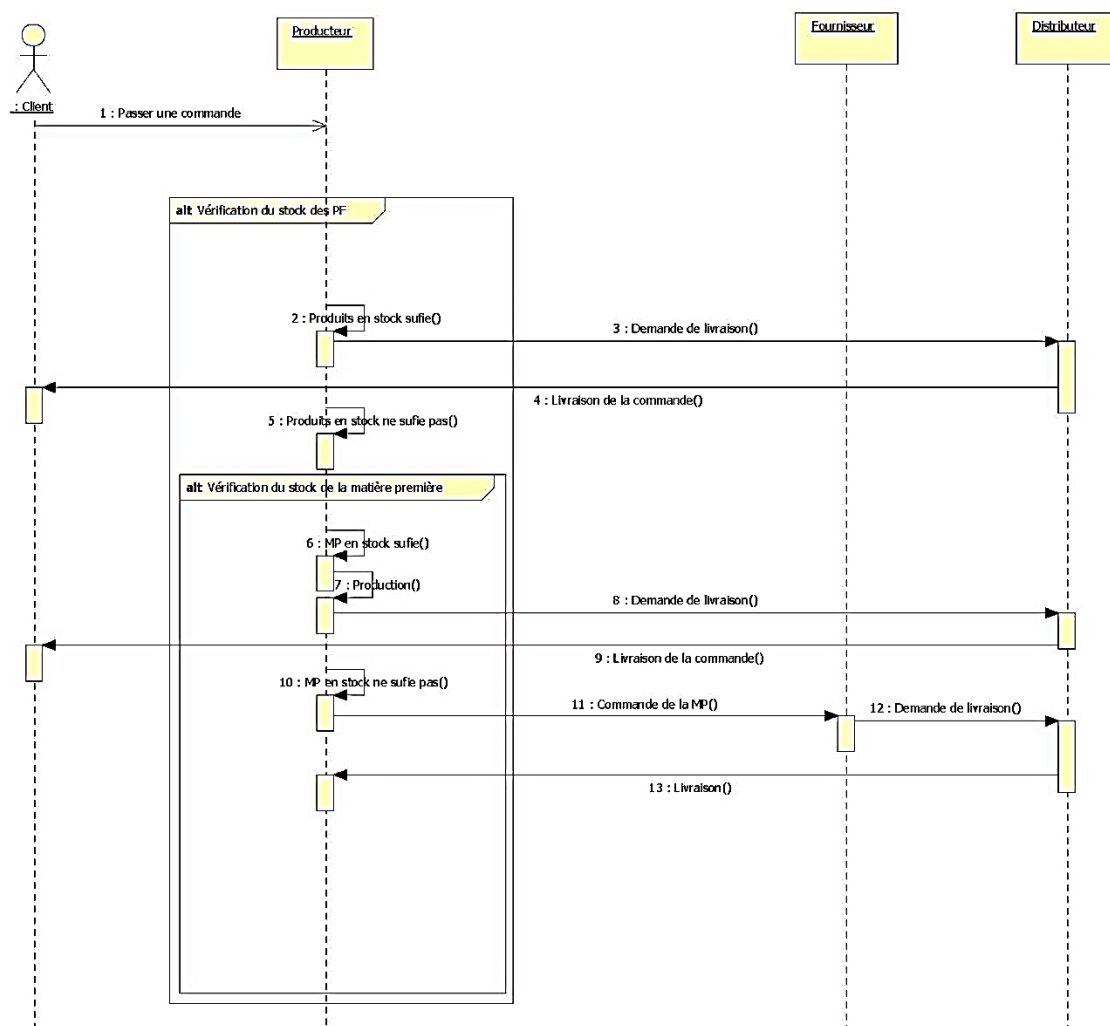 Producteur
Fournisseur
Distributeur
: Client
1 : Passer une commande
alt Vérification du stock des PF
2 : Produits en stock sufie()
3 : Demande de livraison()
4 : Livraison de la commande()
5 : Produits en stock ne sufie pas()
alt Vérification du stock de la matière première
6 : MP en stock sufie()
7 : Production()
8 : Demande de livraison()
9 : Livraison de la commande()
10 : MP en stock ne sufie pas()
11 : Commande de la MP()
12 : Demande de livraison()
13 : Livraison()